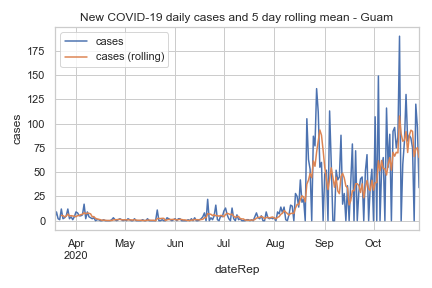 New COVID-19 daily cases and 5 day rolling mean - Guam
cases
cases (rolling)
175
150
125
100
75
50
25
0
cases
Apr
2020
May
Jun
Jul
Aug
Sep
Oct
dateRep